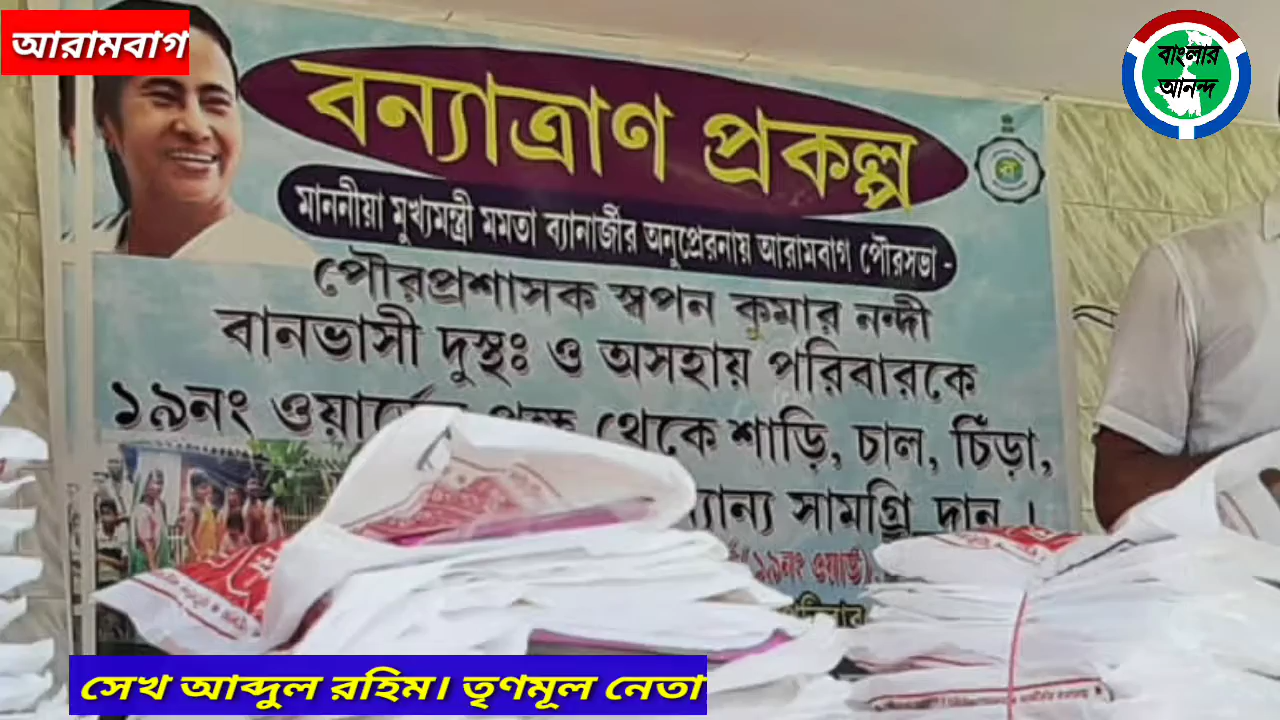 আরামবাগ
বাংলার
আনন্দ
বন্যাত্রাণ প্রকল্প
মাননীয়া মুখ্যমন্ত্রী মমতা ব্যানার্জীর অনুপ্রেরনায় আরামবাগ পৌরসভা -
পৌরপ্রশাসক স্বপন কুমার নন্দী
বানভাসী দুস্থঃ ও অসহায় পরিবারকে
১৯নং থেকে শাড়ি, চাল, চিঁড়া,
সামগ্রি দান ।
(১৯নং ওয়ার্ড)
সেখ আব্দুল রহিম। তৃণমূল নেতা